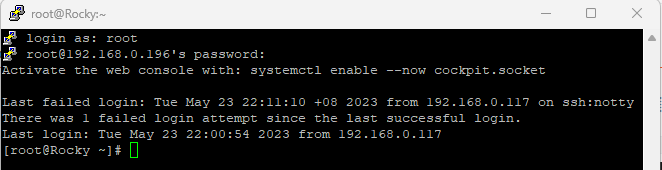 root@Rocky:~
login as: root
root@192.168.0.196's password:
Activate the web console with: systemctl enable --now cockpit.socket
Last failed login: Tue May 23 22:11:10 +08 2023 from 192.168.0.117 on ssh:notty
There was 1 failed login attempt since the last successful login.
Last login: Tue May 23 22:00:54 2023 from 192.168.0.117
[root@Rocky ~]#